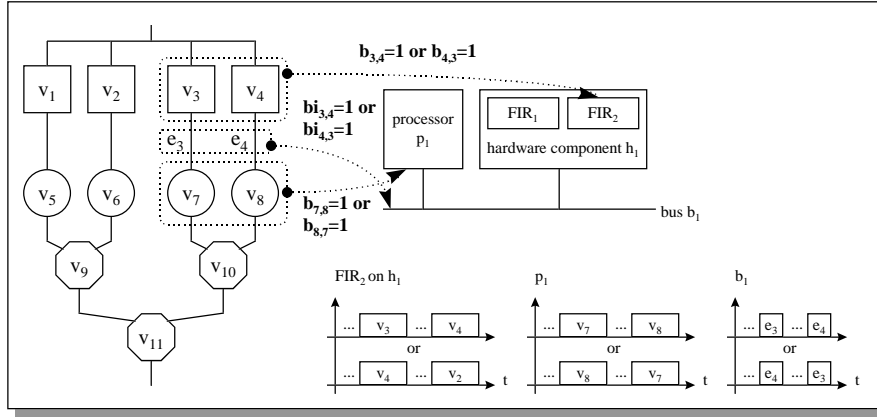 b3,4=1 or b4,3=1
v1 v2 v3 v4
bi3,4=1 or
bi4,3=1
processor
p1
FIR1 FIR2
hardware component h1
e3 e4
v5 v6 v7 v8
b7,8=1 or
b8,7=1
bus b1
v9 v10
v11
FIR2 on h1
... v3 ... v4
or
... v4 ... v2
t
p1
... v7 ... v8
or
... v8 ... v7
t
b1
... e3 ... e4
or
... e4 ... e3
t